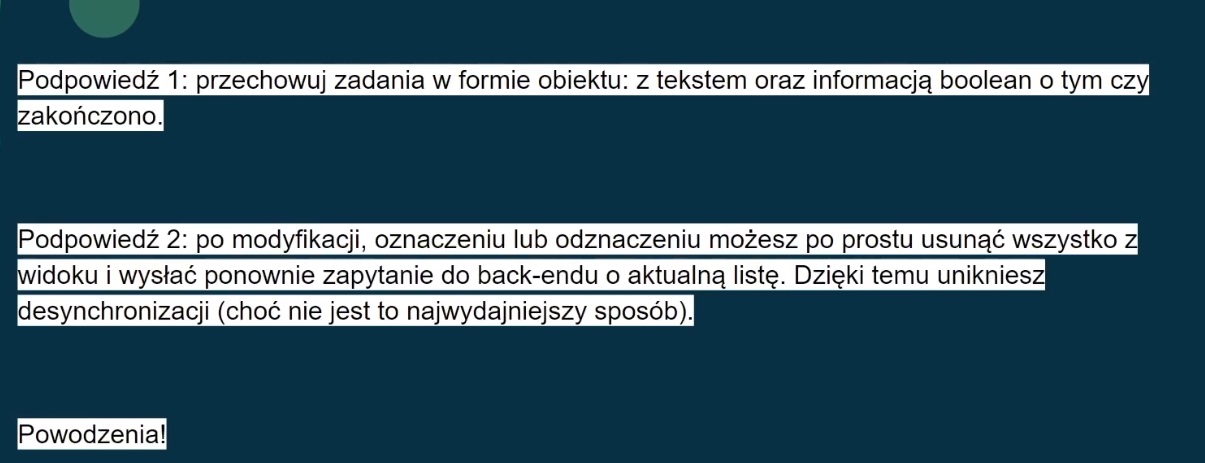 Podpowiedź 1: przechowuj zadania w formie obiektu: z tekstem oraz informacją boolean o tym czy
zakończono.
Podpowiedź 2: po modyfikacji, oznaczeniu lub odznaczeniu możesz po prostu usunąć wszystko z
widoku i wysłać ponownie zapytanie do back-endu o aktualną listę. Dzięki temu unikniesz
desynchronizacji (choć nie jest to najwydajniejszy sposób).
Powodzenia!